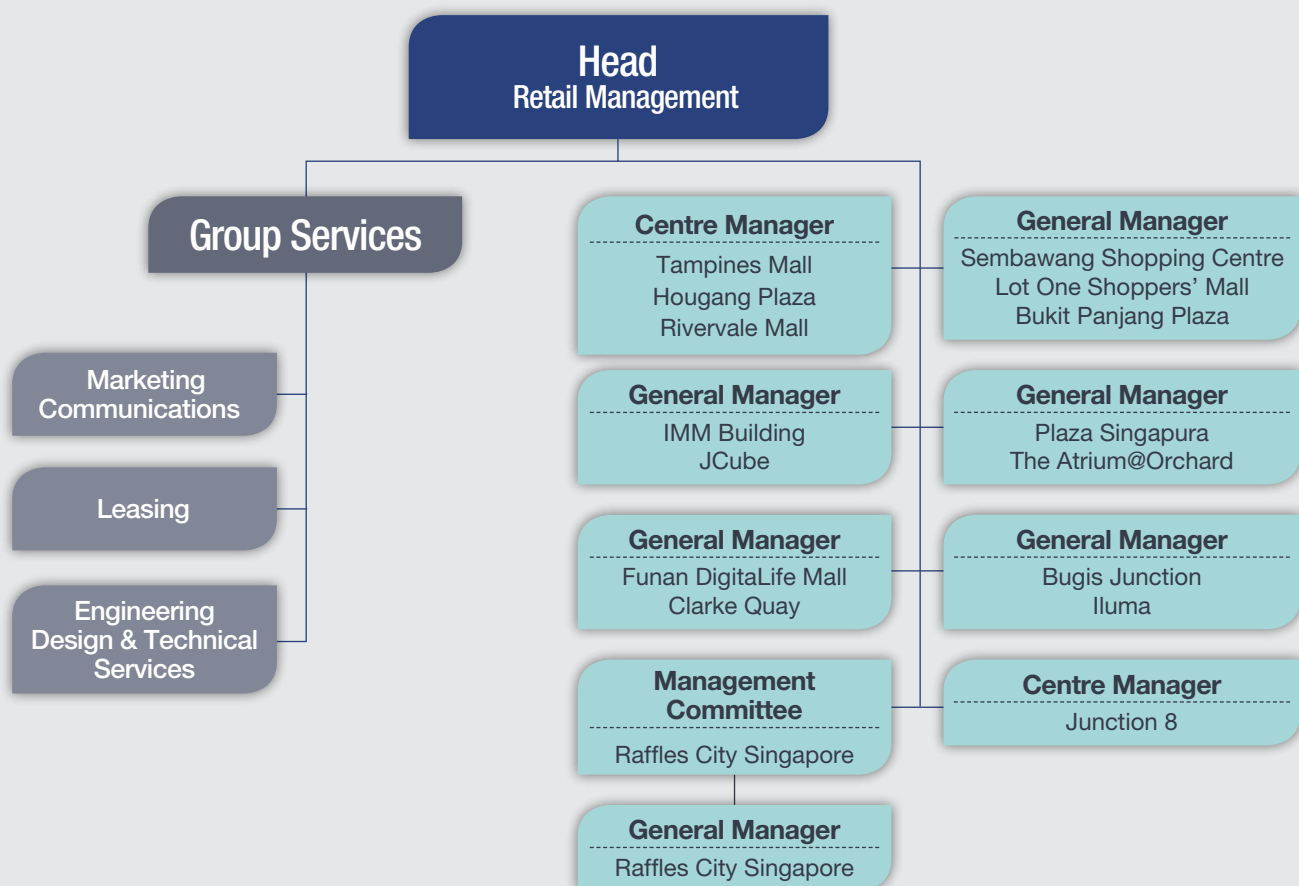 Head
Retail Management
Group Services
Marketing
Communications
Leasing
Engineering
Design & Technical
Services
Centre Manager
Tampines Mall
Hougang Plaza
Rivervale Mall
General Manager
Sembawang Shopping Centre
Lot One Shoppers’ Mall
Bukit Panjang Plaza
General Manager
IMM Building
JCube
General Manager
Plaza Singapura
The Atrium@Orchard
General Manager
Funan DigitaLife Mall
Clarke Quay
General Manager
Bugis Junction
Iluma
Management
Committee
Raffles City Singapore
Centre Manager
Junction 8
General Manager
Raffles City Singapore